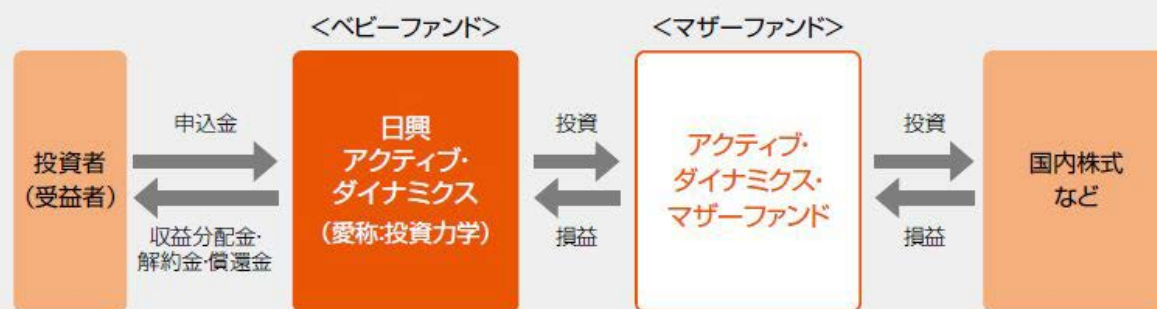 <ベビーファンド>
<マザーファンド>
投資者
(受益者)
申込金
収益分配金・
解約金・償還金
日興
アクティブ・
ダイナミクス
(愛称:投資力学)
投資
損益
アクティブ・
ダイナミクス・
マザーファンド
投資
損益
国内株式
など